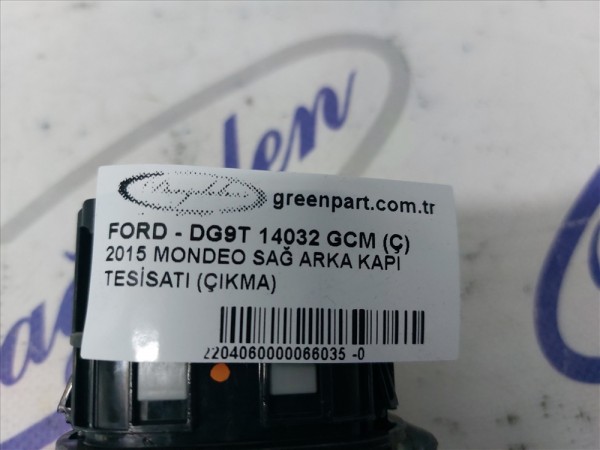 greenpart.com.tr
FORD - DG9T 14032 GCM (Ç)
2015 MONDEO SAĞ ARKA KAPI
TESİSATI (ÇIKMA)
2204060000066035 -0